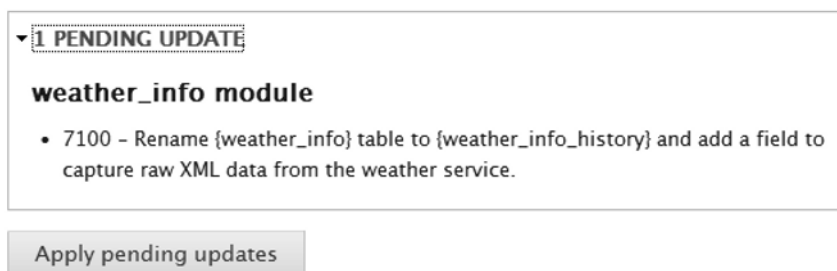 1 PENDING UPDATE
weather_info module
• 7100 – Rename {weather_info} table to {weather_info_history} and add a field to
capture raw XML data from the weather service.
Apply pending updates